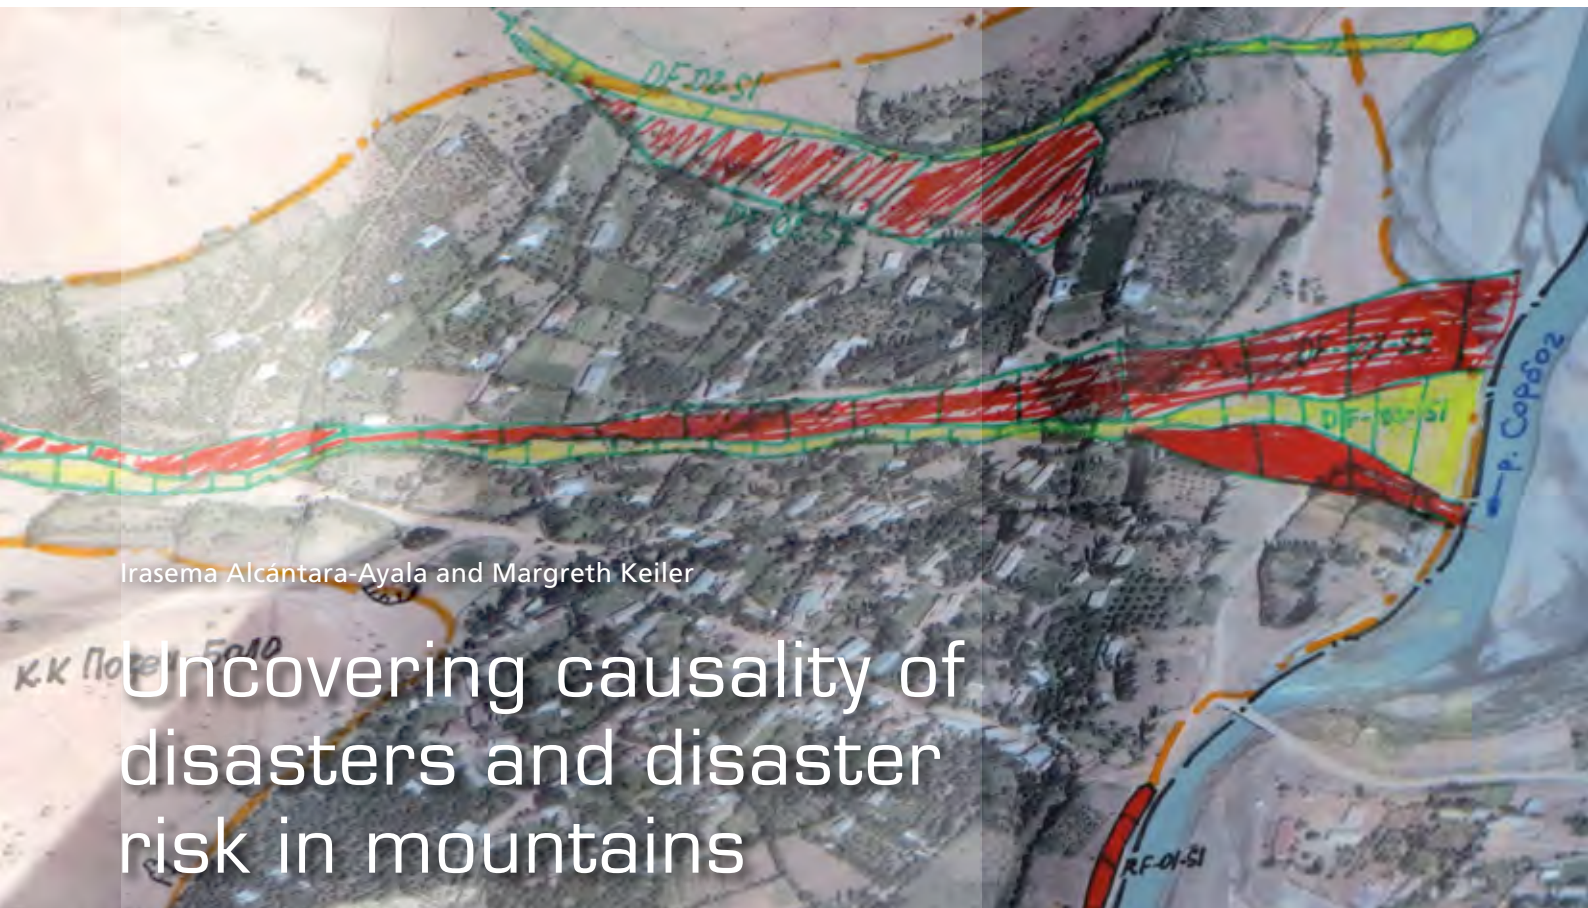 DF-D2-S1
р. Сорбог
Irasema Alcántara-Ayala and Margreth Keiler
К.К
Uncovering causality of
disasters and disaster
risk in mountains
RF-01-S1